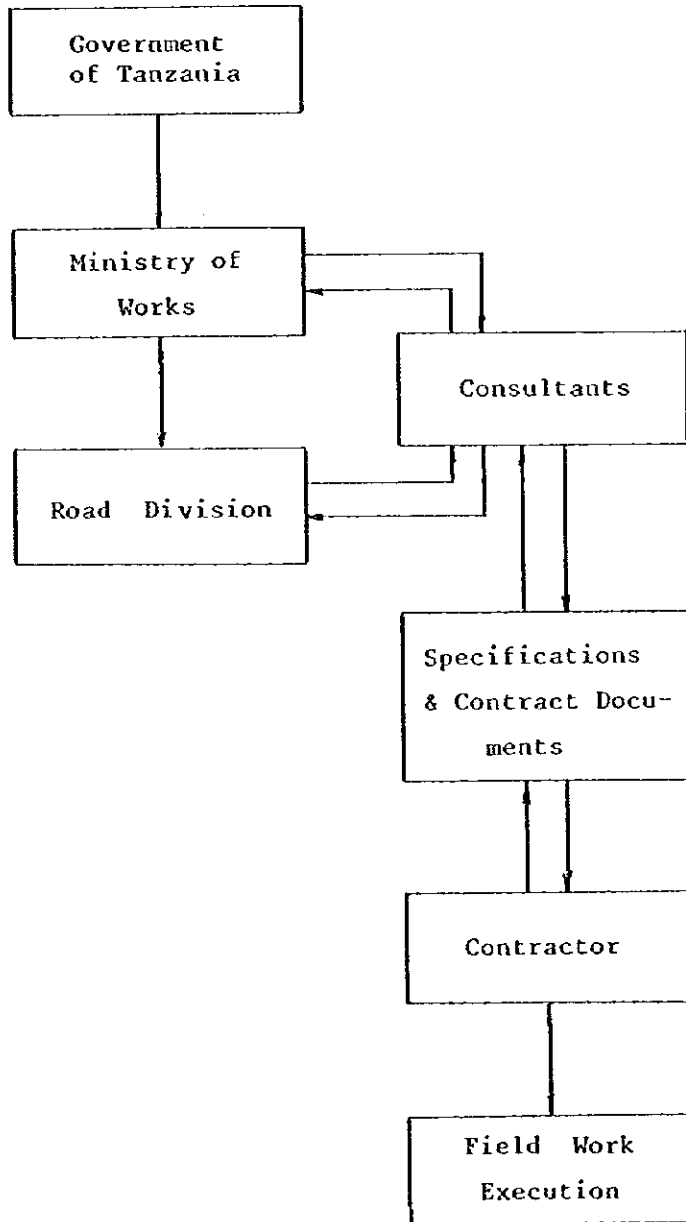 Government
of Tanzania
Ministry of
Works
Consultants
Road Division
Specifications
& Contract Docu-
ments
Contractor
Field Work
Execution